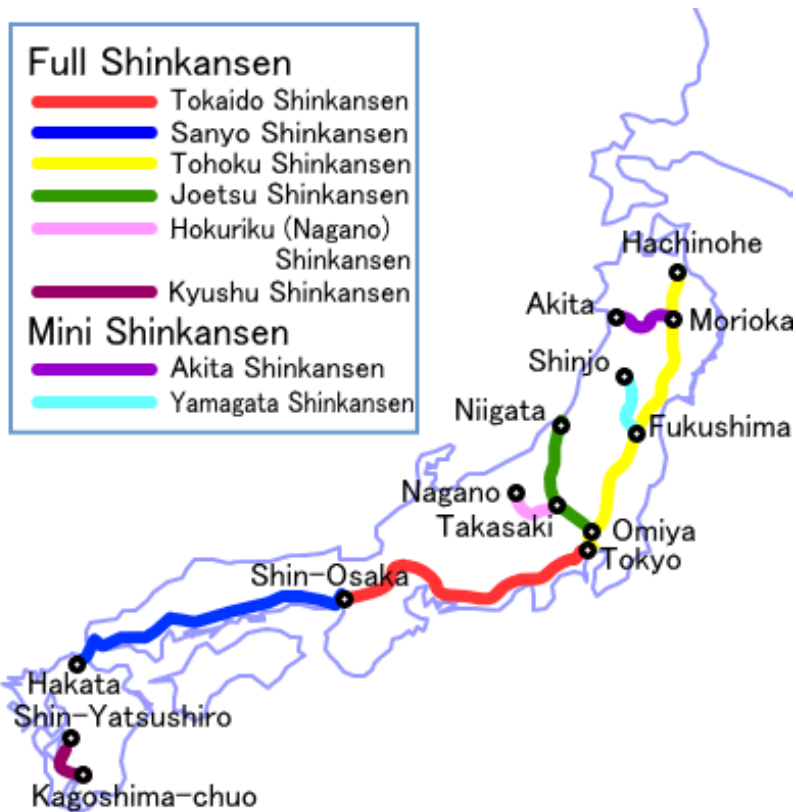 Full Shinkansen
Tokaido Shinkansen
Sanyo Shinkansen
Tohoku Shinkansen
Joetsu Shinkansen
Hokuriku (Nagano)
Shinkansen
Kyushu Shinkansen
Mini Shinkansen
Akita Shinkansen
Yamagata Shinkansen
Hachinohe
Akita
Morioka
Shinjo
Niigata
Fukushima
Nagano
Takasaki
Omiya
Tokyo
Shin-Osaka
Hakata
Shin-Yatsushiro
Kagoshima-chuo